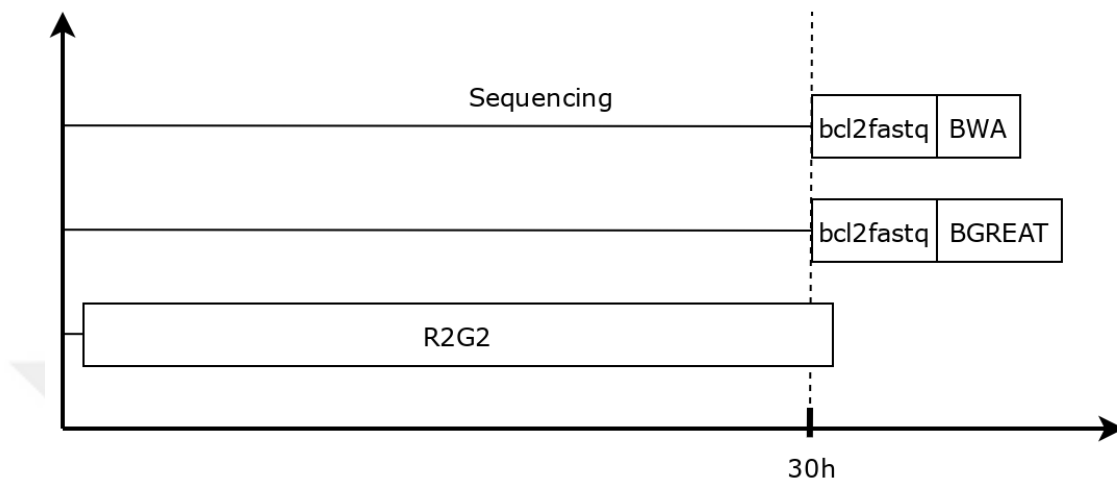 Sequencing
bcl2fastq BWA
bcl2fastq BGREAT
R2G2
30h